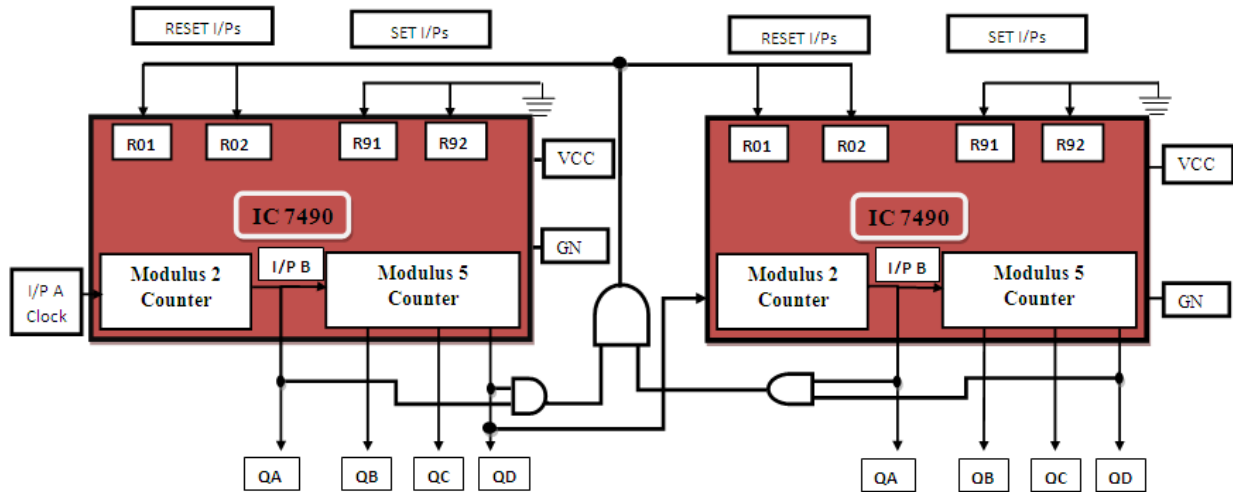 RESET I/Ps
SET I/Ps
R01
R02
R91
R92
VCC
IC 7490
GN
I/P A
Clock
Modulus 2
Counter
I/P B
Modulus 5
Counter
QA
QB
QC
QD
RESET I/Ps
SET I/Ps
R01
R02
R91
R92
VCC
IC 7490
GN
Modulus 2
Counter
I/P B
Modulus 5
Counter
QA
QB
QC
QD